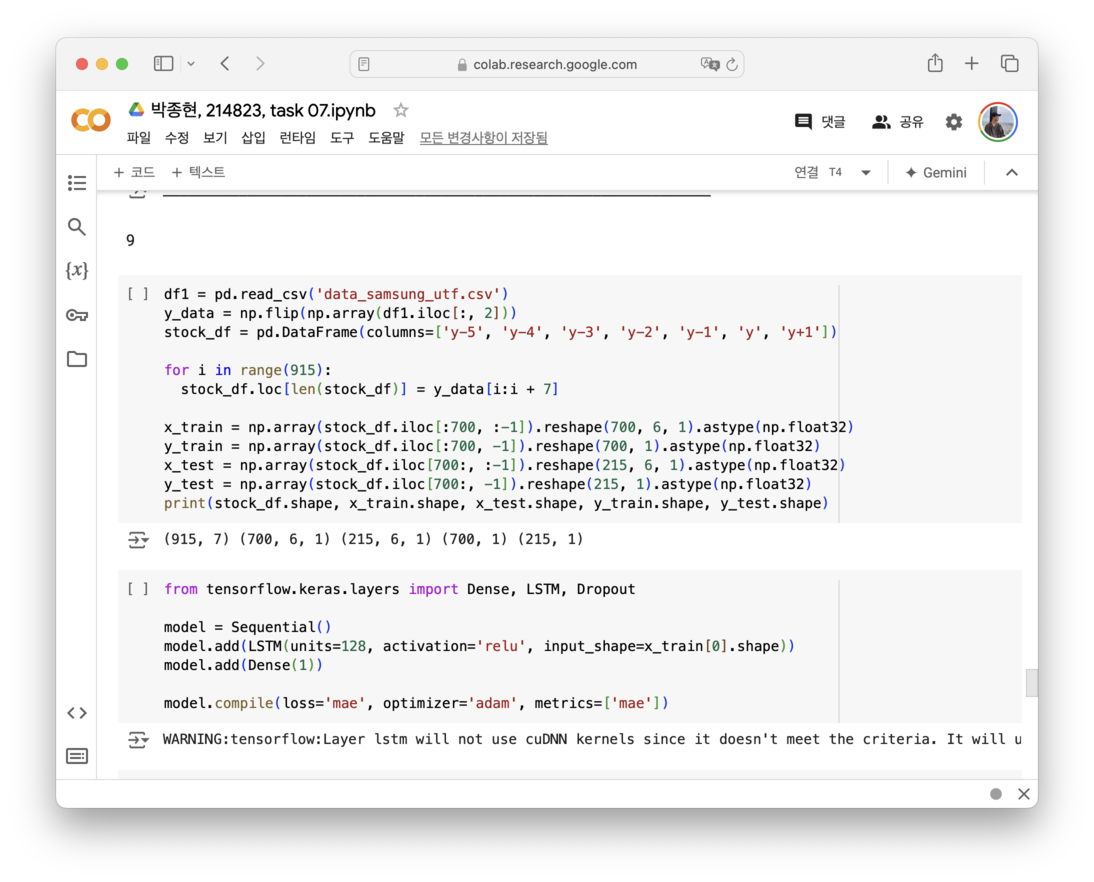 colab.research.google.com
박종현, 214823, task 07.ipynb
댓글
공유
파일 수정 보기 삽입 런타임 도구 도움말 모든 변경사항이 저장됨
+ 코드 + 텍스트
연결 T4
Gemini
9
[ ] df1 = pd.read_csv('data_samsung_utf.csv')
y_data = np.flip(np.array(df1.iloc[:, 2]))
stock_df = pd.DataFrame(columns=['y-5', 'y-4', 'y-3', 'y-2', 'y-1', 'y', 'y+1'])
for i in range(915):
  stock_df.loc[len(stock_df)] = y_data[i:i + 7]
x_train = np.array(stock_df.iloc[:700, :-1]).reshape(700, 6, 1).astype(np.float32)
y_train = np.array(stock_df.iloc[:700, -1]).reshape(700, 1).astype(np.float32)
x_test = np.array(stock_df.iloc[700:, :-1]).reshape(215, 6, 1).astype(np.float32)
y_test = np.array(stock_df.iloc[700:, -1]).reshape(215, 1).astype(np.float32)
print(stock_df.shape, x_train.shape, x_test.shape, y_train.shape, y_test.shape)
(915, 7) (700, 6, 1) (215, 6, 1) (700, 1) (215, 1)
[ ] from tensorflow.keras.layers import Dense, LSTM, Dropout
model = Sequential()
model.add(LSTM(units=128, activation='relu', input_shape=x_train[0].shape))
model.add(Dense(1))
model.compile(loss='mae', optimizer='adam', metrics=['mae'])
WARNING:tensorflow:Layer lstm will not use cuDNN kernels since it doesn't meet the criteria. It will u